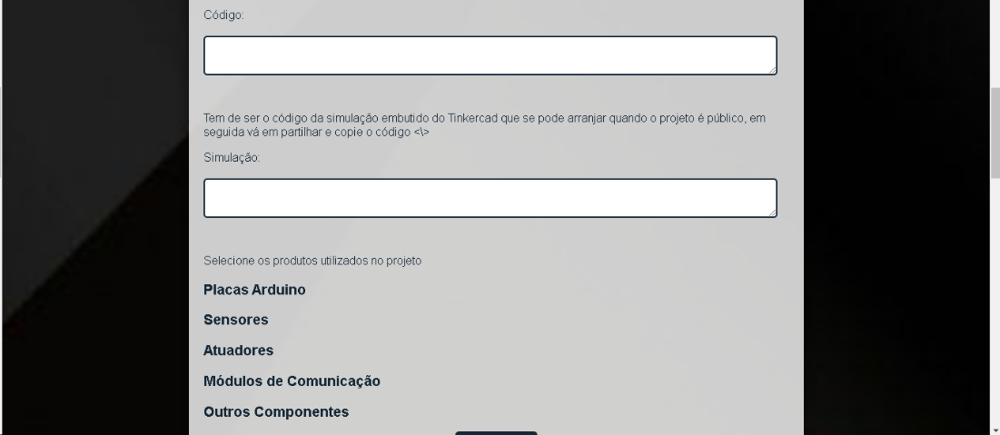 Código:
Tem de ser o código da simulação embutido do Tinkercad que se pode arranjar quando o projeto é público, em
seguida vá em partilhar e copie o código <\>
Simulação:
Selecione os produtos utilizados no projeto
Placas Arduino
Sensores
Atuadores
Módulos de Comunicação
Outros Componentes